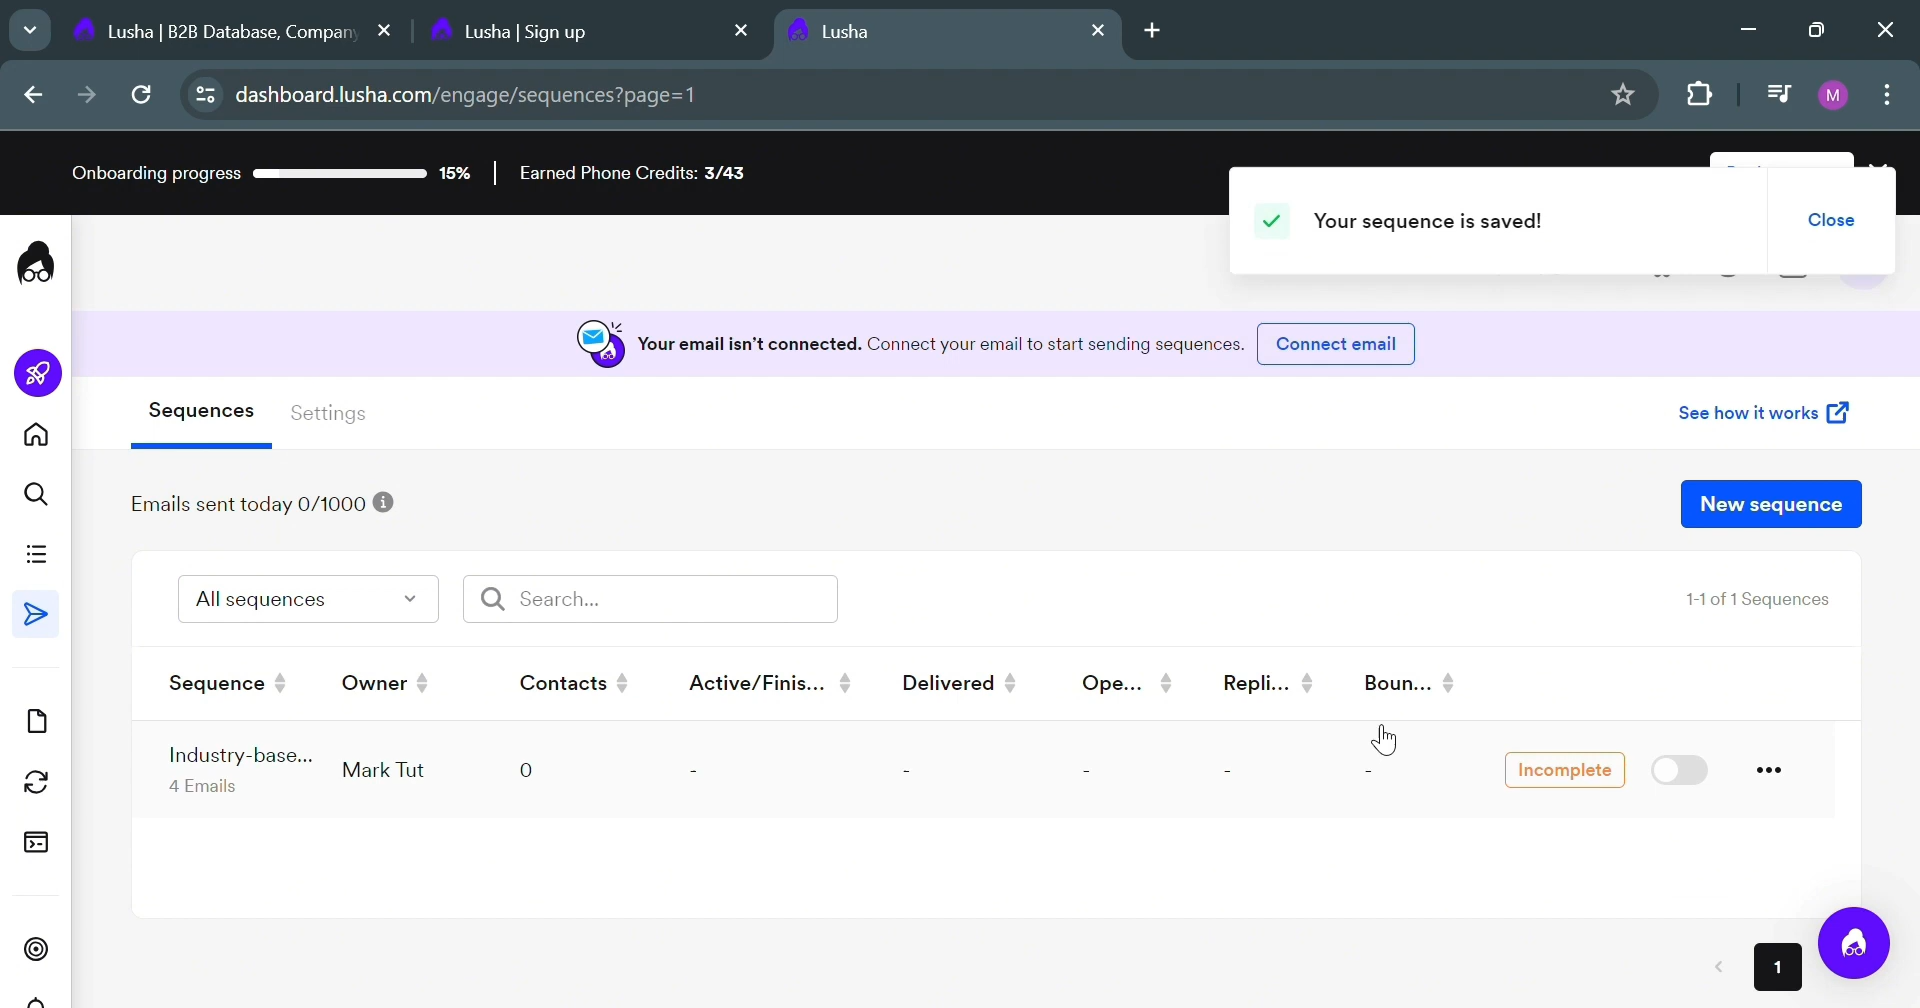 Lusha | B2B Database, Company
Lusha | Sign up
Lusha
dashboard.lusha.com/engage/sequences?page=1
M
Onboarding progress 15% Earned Phone Credits: 3/43
Your sequence is saved! Close
Your email isn't connected. Connect your email to start sending sequences. Connect email
Sequences Settings See how it works
Emails sent today 0/1000 New sequence
All sequences Search... 1-1 of 1 Sequences
Sequence Owner Contacts Active/Finis... Delivered Ope... Repli... Boun...
Industry-base... Mark Tut 0 - - - - - Incomplete
4 Emails
1